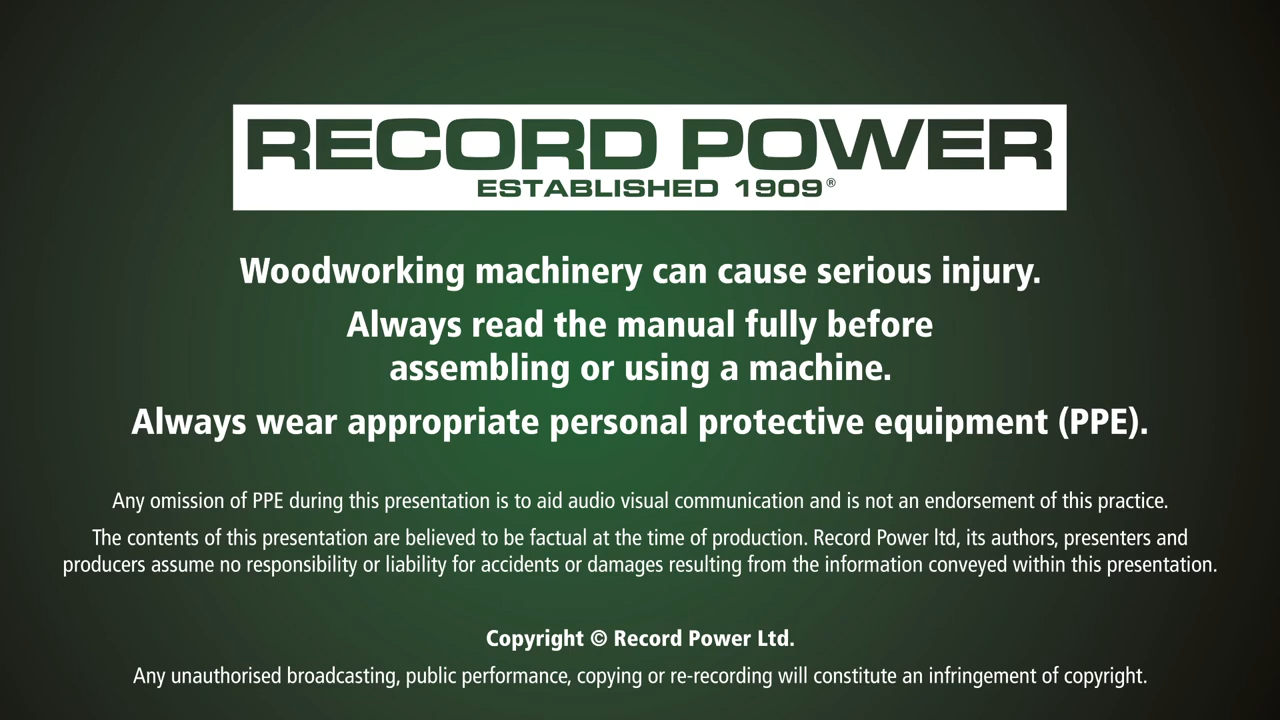 RECORD POWER
ESTABLISHED 1909®
Woodworking machinery can cause serious injury.
Always read the manual fully before
assembling or using a machine.
Always wear appropriate personal protective equipment (PPE).
Any omission of PPE during this presentation is to aid audio visual communication and is not an endorsement of this practice.
The contents of this presentation are believed to be factual at the time of production. Record Power ltd, its authors, presenters and
producers assume no responsibility or liability for accidents or damages resulting from the information conveyed within this presentation.
Copyright © Record Power Ltd.
Any unauthorised broadcasting, public performance, copying or re-recording will constitute an infringement of copyright.